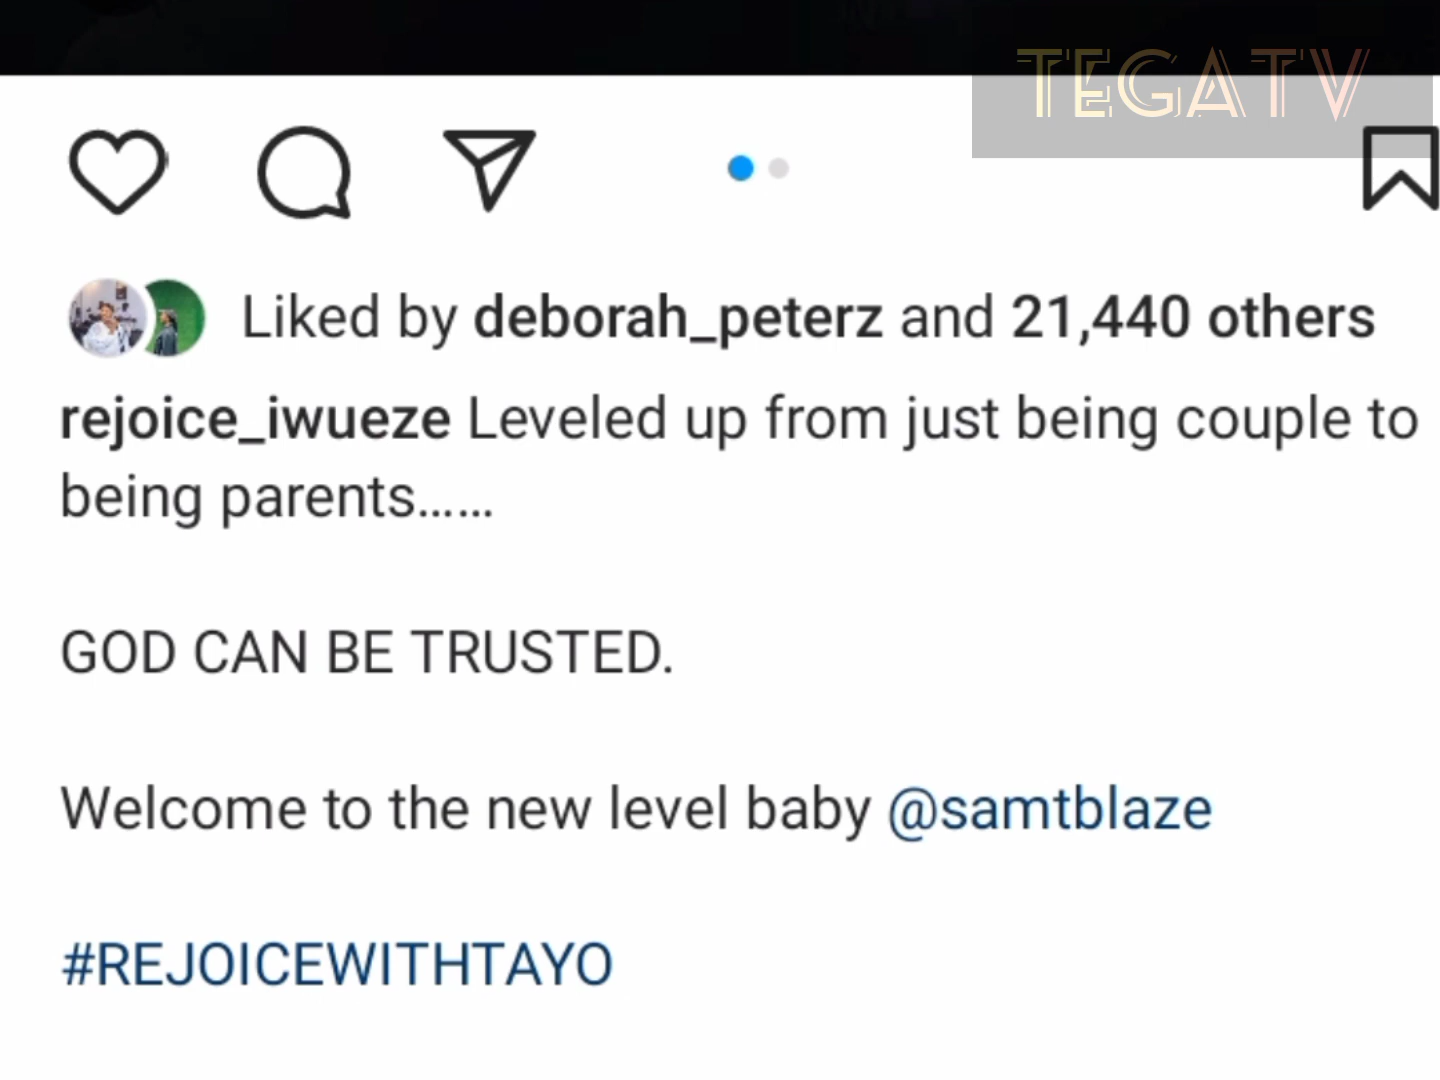 TEGATV
Liked by deborah_peterz and 21,440 others
rejoice_iwueze Leveled up from just being couple to
being parents......
GOD CAN BE TRUSTED.
Welcome to the new level baby @samtblaze
#REJOICEWITHTAYO